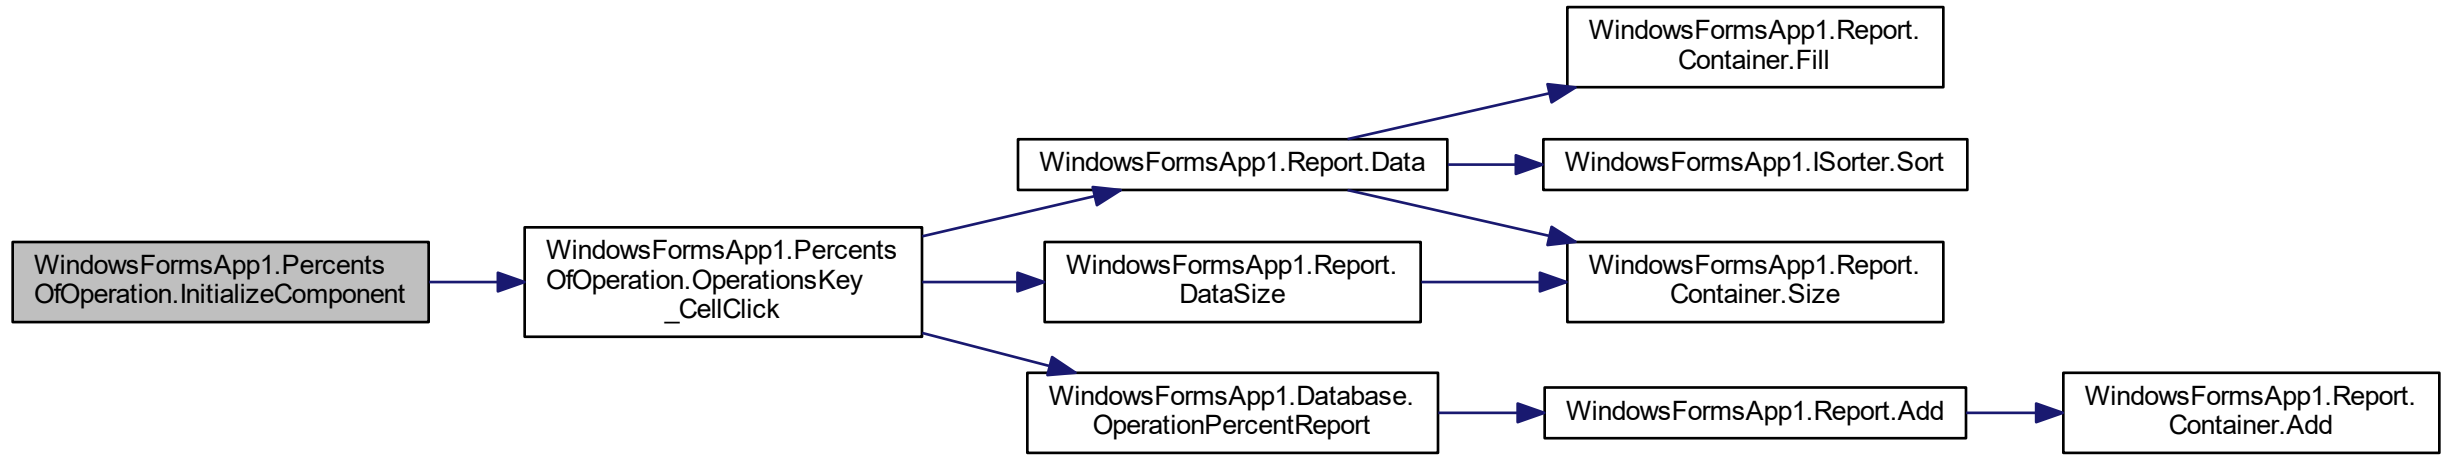 WindowsFormsApp1.Percents
OfOperation.InitializeComponent
WindowsFormsApp1.Percents
OfOperation.OperationsKey
_CellClick
WindowsFormsApp1.Report.Data
WindowsFormsApp1.Report.
Container.Fill
WindowsFormsApp1.ISorter.Sort
WindowsFormsApp1.Report.
Container.Size
WindowsFormsApp1.Report.
DataSize
WindowsFormsApp1.Database.
OperationPercentReport
WindowsFormsApp1.Report.Add
WindowsFormsApp1.Report.
Container.Add